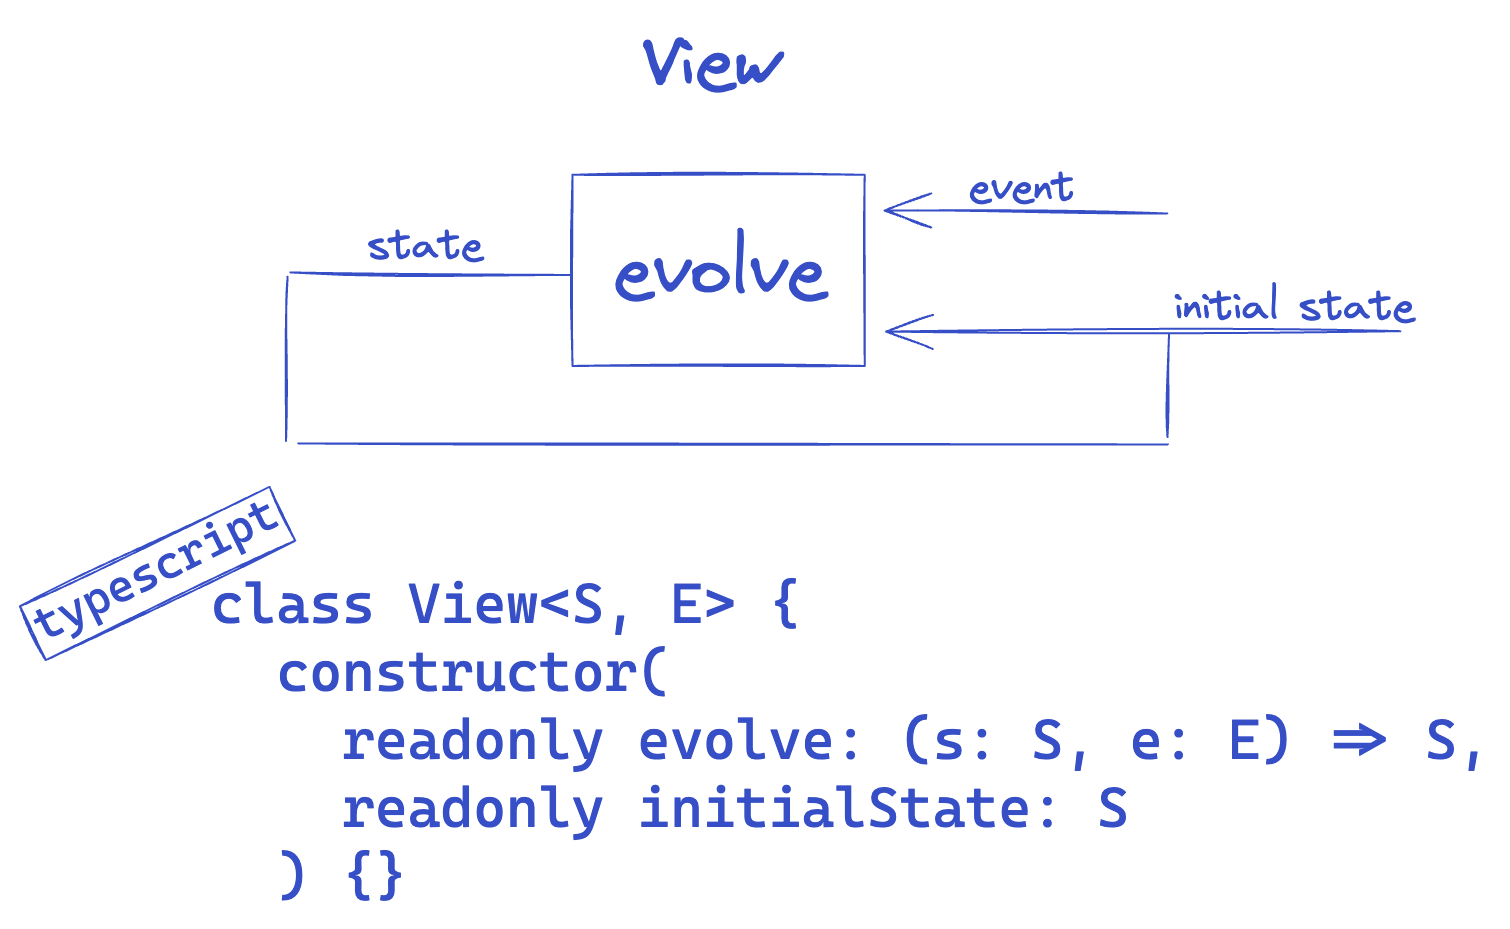 View
event
state
evolve
initial state
typescript
class View<S, E> {
constructor(
readonly evolve: (s: S, e: E) => S,
readonly initialState: S
) {}